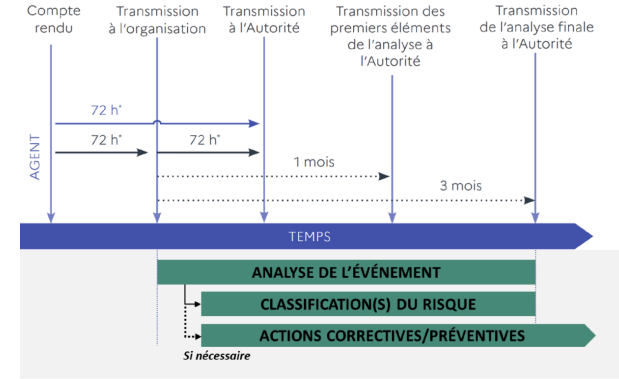 Compte
rendu
Transmission
à l'organisation
Transmission
à l'Autorité
Transmission des
premiers éléments
de l'analyse à
l'Autorité
Transmission
de l'analyse finale
à l'Autorité
AGENT
72 h*
72 h*
72 h*
1 mois
3 mois
TEMPS
ANALYSE DE L'ÉVÉNEMENT
CLASSIFICATION(S) DU RISQUE
ACTIONS CORRECTIVES/PRÉVENTIVES
Si nécessaire